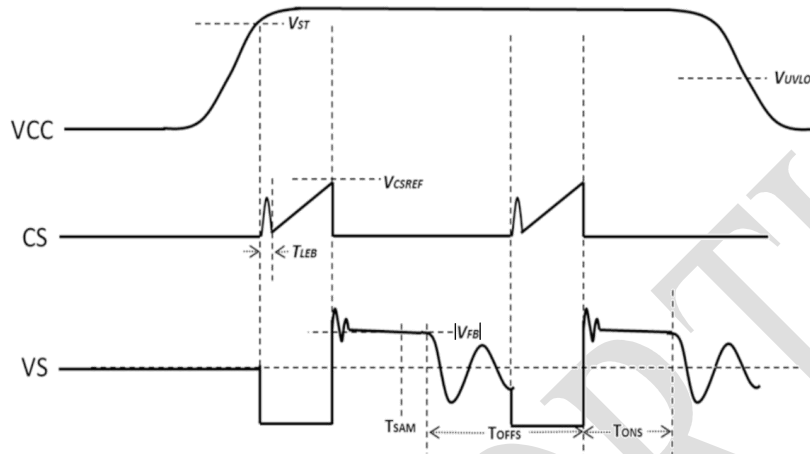 VST
VUVLO
VCC
VCSREF
CS
TLEB
|VFB|
VS
TSAM
TOFFS
TONS